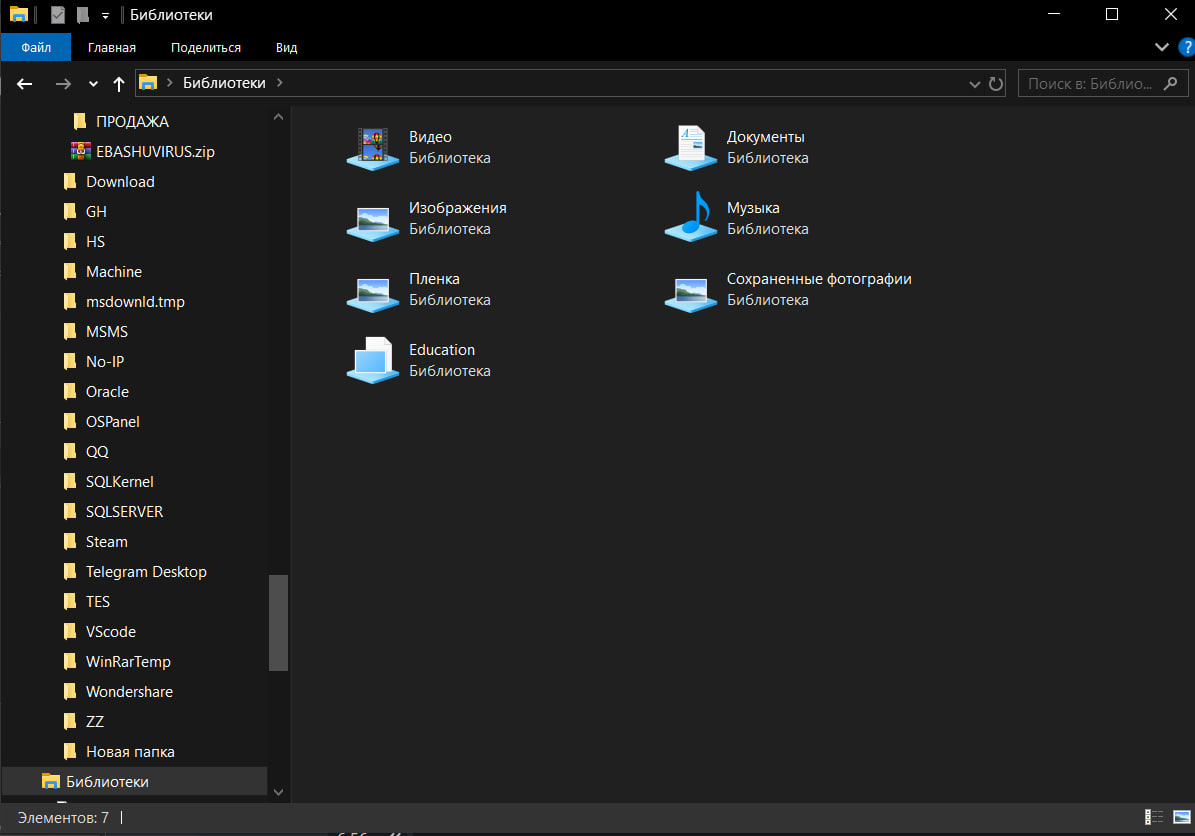 Библиотеки
Файл
Главная
Поделиться
Вид
Библиотеки
Поиск в: Библио...
ПРОДАЖА
EBASHUVIRUS.zip
Download
GH
HS
Machine
msdownld.tmp
MSMS
No-IP
Oracle
OSPanel
QQ
SQLKernel
SQLSERVER
Steam
Telegram Desktop
TES
VScode
WinRarTemp
Wondershare
ZZ
Новая папка
Библиотеки
Видео
Библиотека
Документы
Библиотека
Изображения
Библиотека
Музыка
Библиотека
Пленка
Библиотека
Сохраненные фотографии
Библиотека
Education
Библиотека
Элементов: 7